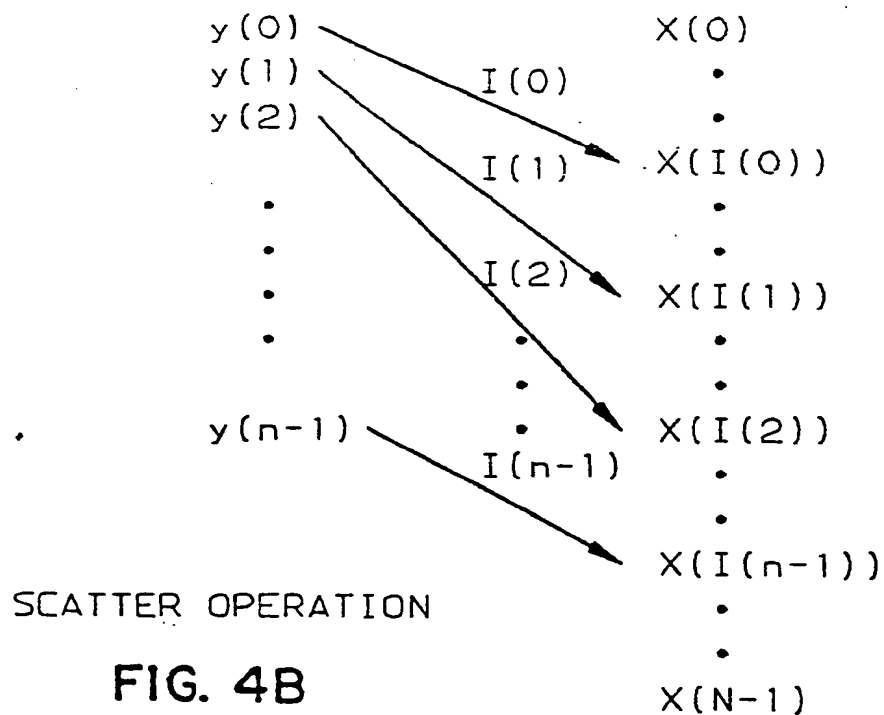 y(0)
y(1)
y(2)
y(n-1)
I(0)
I(1)
I(2)
I(n-1)
X(0)
X(I(0))
X(I(1))
X(I(2))
X(I(n-1))
X(N-1)
SCATTER OPERATION
FIG. 4B